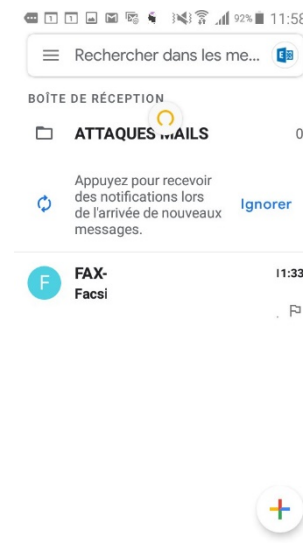 92% 11:58
Rechercher dans les me...
BOÎTE DE RÉCEPTION
ATTAQUES MAILS 0
Appuyez pour recevoir
des notifications lors
de l'arrivée de nouveaux
messages.
Ignorer
F FAX- 11:33
Facsi